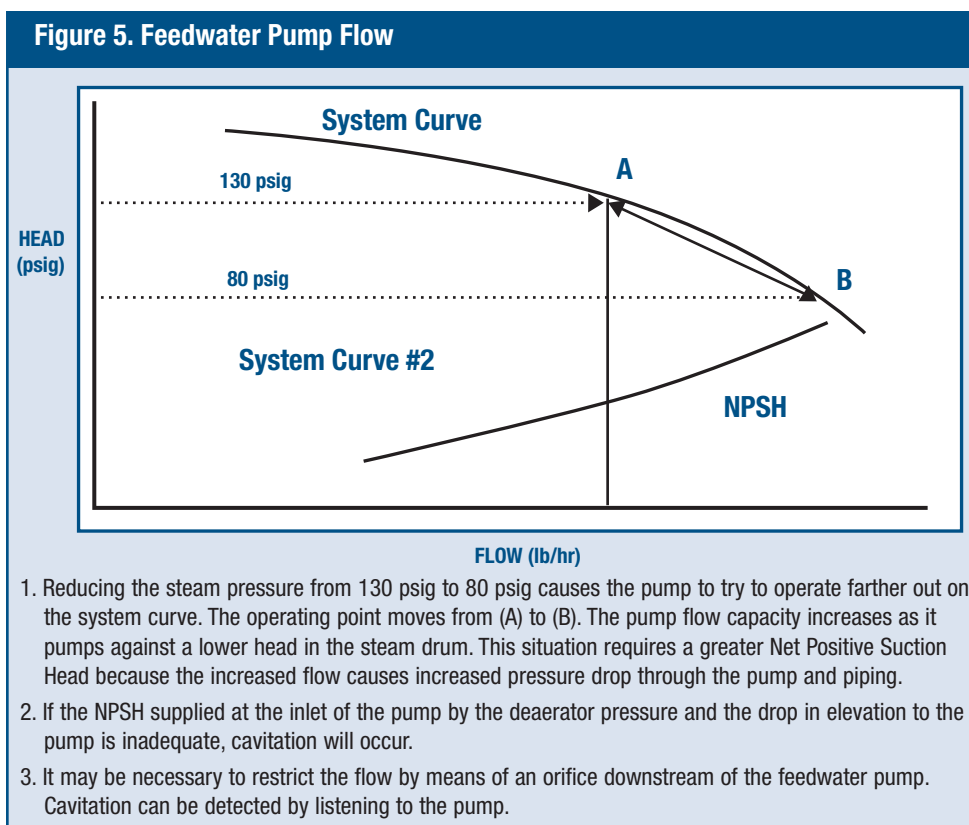 Figure 5. Feedwater Pump Flow
System Curve
A
130 psig
HEAD
(psig)
80 psig
B
System Curve #2
NPSH
FLOW (lb/hr)
1. Reducing the steam pressure from 130 psig to 80 psig causes the pump to try to operate farther out on
the system curve. The operating point moves from (A) to (B). The pump flow capacity increases as it
pumps against a lower head in the steam drum. This situation requires a greater Net Positive Suction
Head because the increased flow causes increased pressure drop through the pump and piping.
2. If the NPSH supplied at the inlet of the pump by the deaerator pressure and the drop in elevation to the
pump is inadequate, cavitation will occur.
3. It may be necessary to restrict the flow by means of an orifice downstream of the feedwater pump.
Cavitation can be detected by listening to the pump.